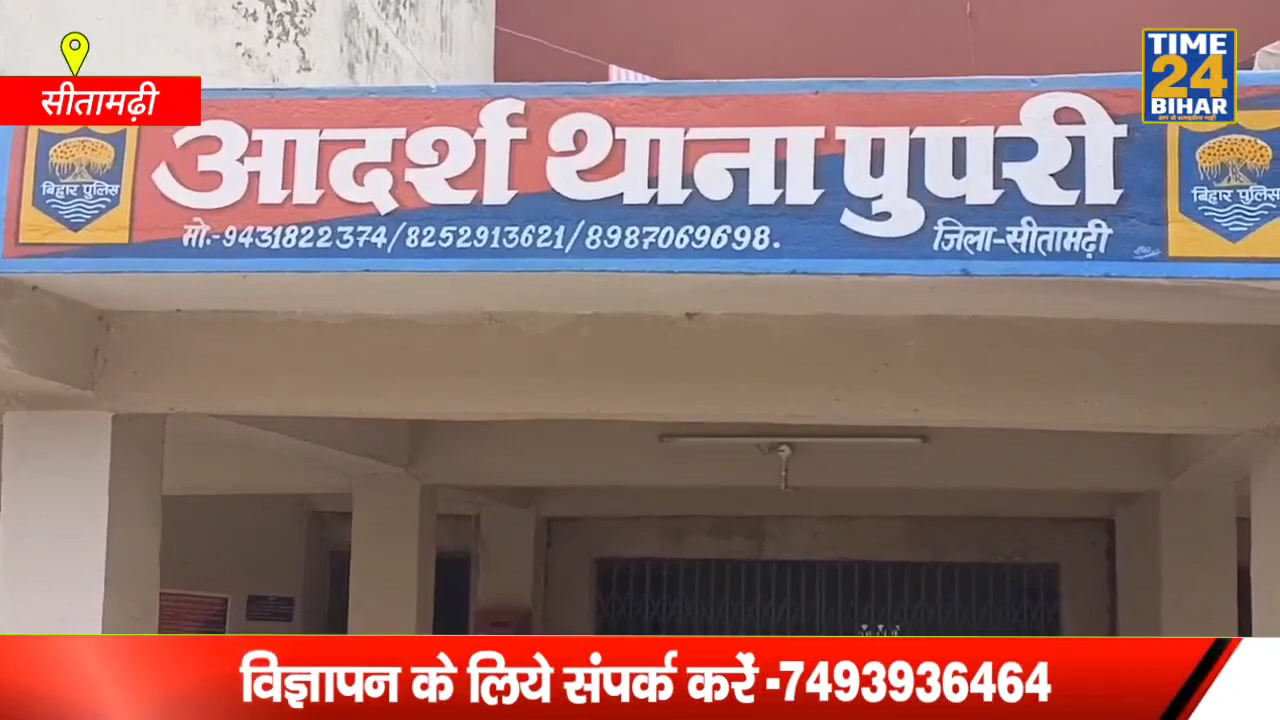 सीतामढ़ी
TIME
24
BIHAR
आदर्श थाना पुपरी
बिहार पुलिस
बिहार पुलिस
मो:-9431822374/8252913621/8987069698.
जिला-सीतामढ़ी
विज्ञापन के लिये संपर्क करें -7493936464